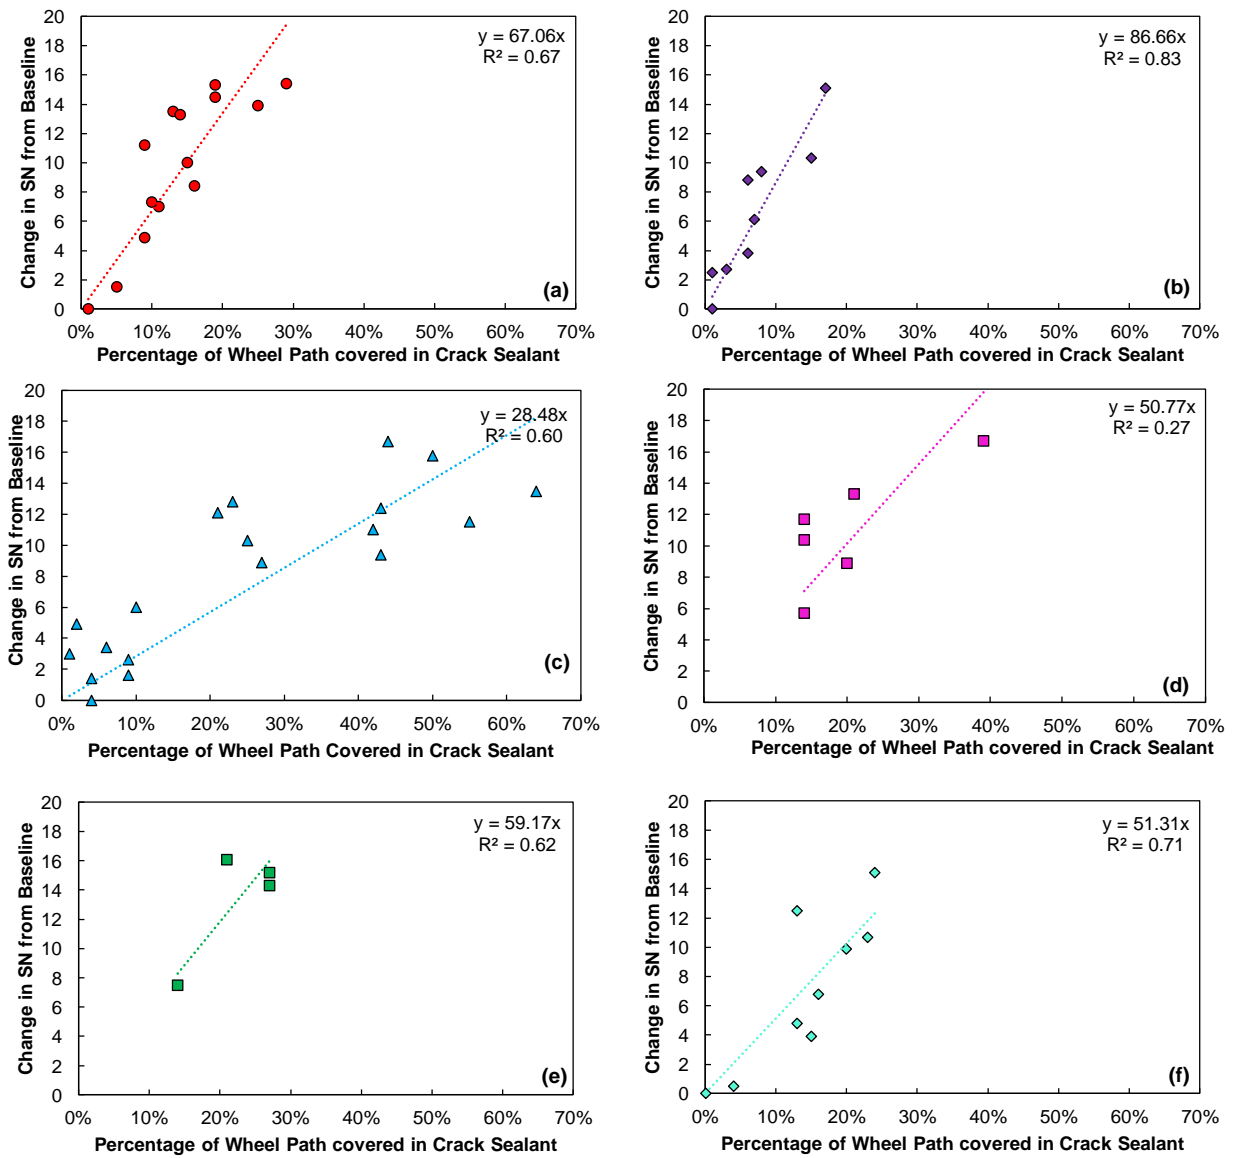 20
18
16
14
12
10
8
6
4
2
0
y = 67.06x
R² = 0.67
(a)
0% 10% 20% 30% 40% 50% 60% 70%
Percentage of Wheel Path covered in Crack Sealant
Change in SN from Baseline
20
18
16
14
12
10
8
6
4
2
0
y = 86.66x
R² = 0.83
(b)
0% 10% 20% 30% 40% 50% 60% 70%
Percentage of Wheel Path covered in Crack Sealant
Change in SN from Baseline
20
18
16
14
12
10
8
6
4
2
0
y = 28.48x
R² = 0.60
(c)
0% 10% 20% 30% 40% 50% 60% 70%
Percentage of Wheel Path Covered in Crack Sealant
Change in SN from Baseline
20
18
16
14
12
10
8
6
4
2
0
y = 50.77x
R² = 0.27
(d)
0% 10% 20% 30% 40% 50% 60% 70%
Percentage of Wheel Path covered in Crack Sealant
Change in SN from Baseline
20
18
16
14
12
10
8
6
4
2
0
y = 59.17x
R² = 0.62
(e)
0% 10% 20% 30% 40% 50% 60% 70%
Percentage of Wheel Path covered in Crack Sealant
Change in SN from Baseline
20
18
16
14
12
10
8
6
4
2
0
y = 51.31x
R² = 0.71
(f)
0% 10% 20% 30% 40% 50% 60% 70%
Percentage of Wheel Path covered in Crack Sealant
Change in SN from Baseline